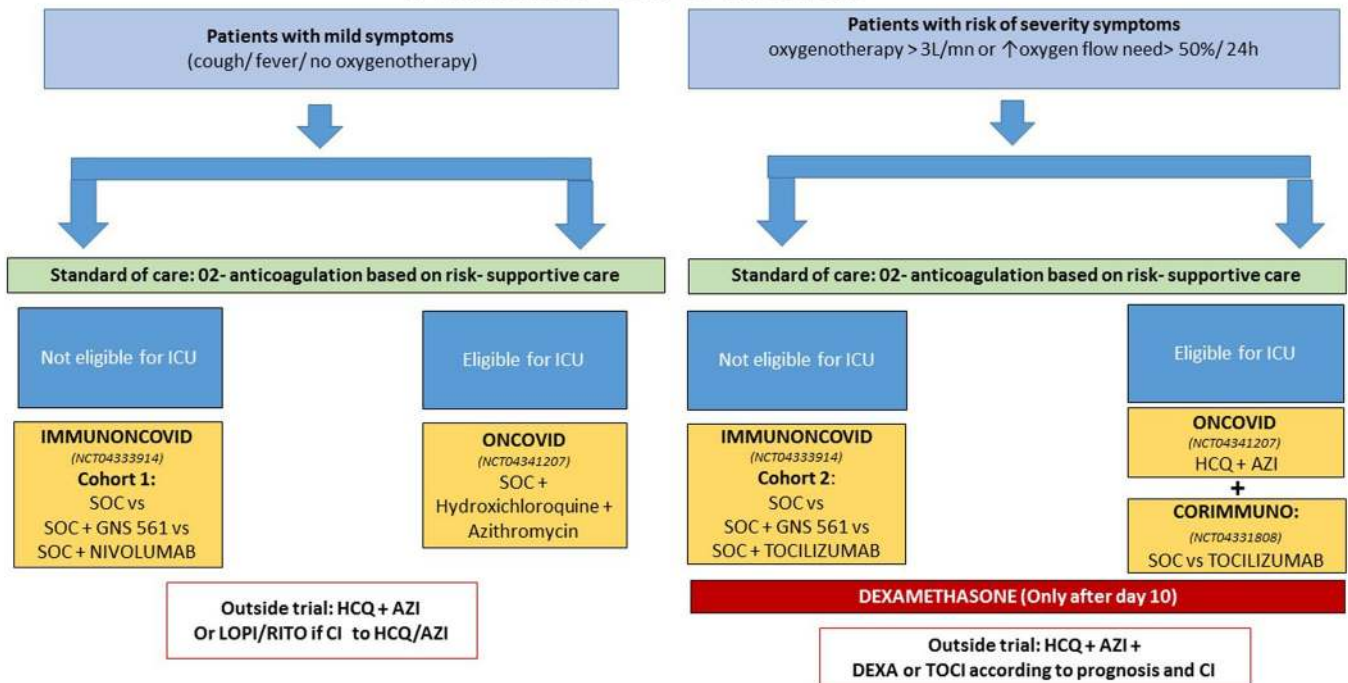 Patients with mild symptoms
(cough/ fever/ no oxygenotherapy)
Patients with risk of severity symptoms
oxygenotherapy > 3L/mn or ↑oxygen flow need> 50%/ 24h
Standard of care: 02- anticoagulation based on risk- supportive care
Standard of care: 02- anticoagulation based on risk- supportive care
Not eligible for ICU
Eligible for ICU
Not eligible for ICU
Eligible for ICU
IMMUNONCOVID
(NCT04333914)
Cohort 1:
SOC vs
SOC + GNS 561 vs
SOC + NIVOLUMAB
ONCOVID
(NCT04341207)
SOC +
Hydroxichloroquine +
Azithromycin
IMMUNONCOVID
(NCT04333914)
Cohort 2:
SOC vs
SOC + GNS 561 vs
SOC + TOCILIZUMAB
ONCOVID
(NCT04341207)
HCQ + AZI
+
CORIMMUNO:
(NCT04331808)
SOC vs TOCILIZUMAB
Outside trial: HCQ + AZI
Or LOPI/RITO if CI to HCQ/AZI
DEXAMETHASONE (Only after day 10)
Outside trial: HCQ + AZI +
DEXA or TOCI according to prognosis and CI